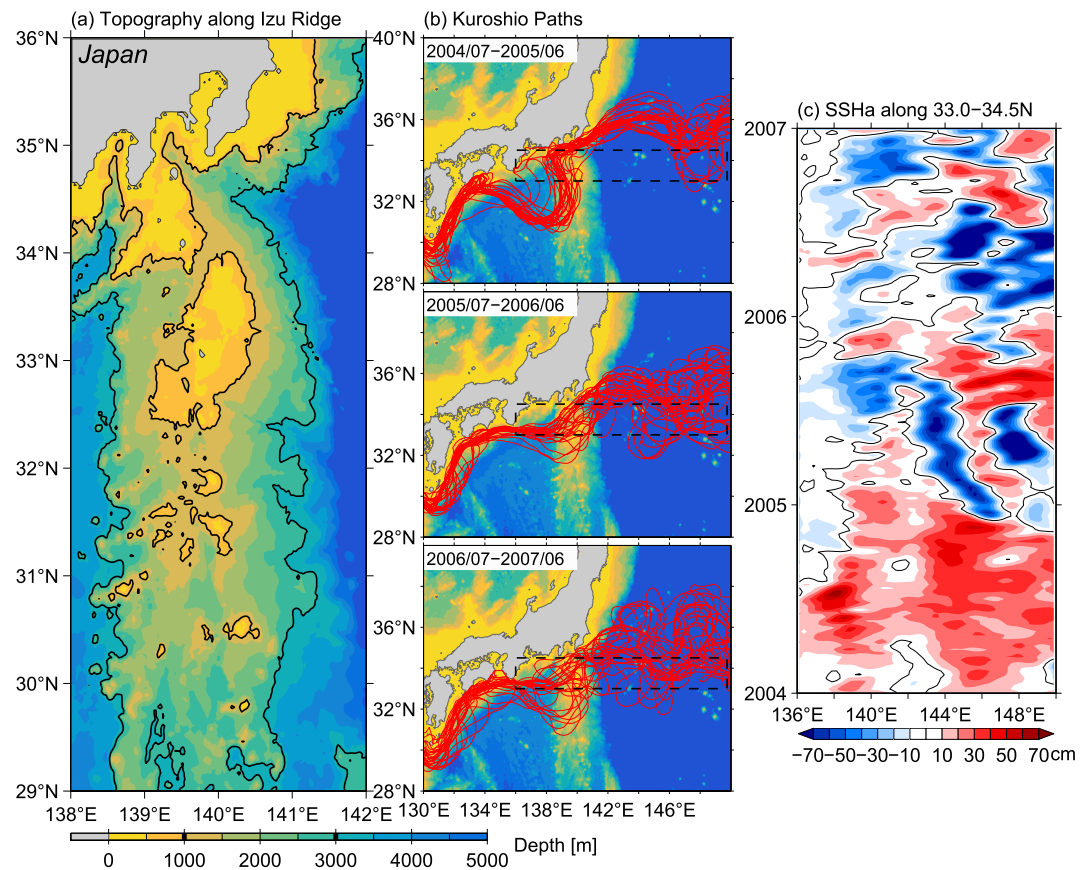 (a) Topography along Izu Ridge
36°N
35°N
34°N
33°N
32°N
31°N
30°N
29°N
Japan
138°E 139°E 140°E 141°E 142°E
0 1000 2000 3000 4000 5000
Depth [m]
(b) Kuroshio Paths
40°N
36°N
32°N
28°N
2004/07−2005/06
36°N
32°N
28°N
2005/07−2006/06
36°N
32°N
28°N
2006/07−2007/06
130°E 134°E 138°E 142°E 146°E
(c) SSHa along 33.0−34.5N
2007
2006
2005
2004
136°E 140°E 144°E 148°E
−70 −50 −30 −10 10 30 50 70cm